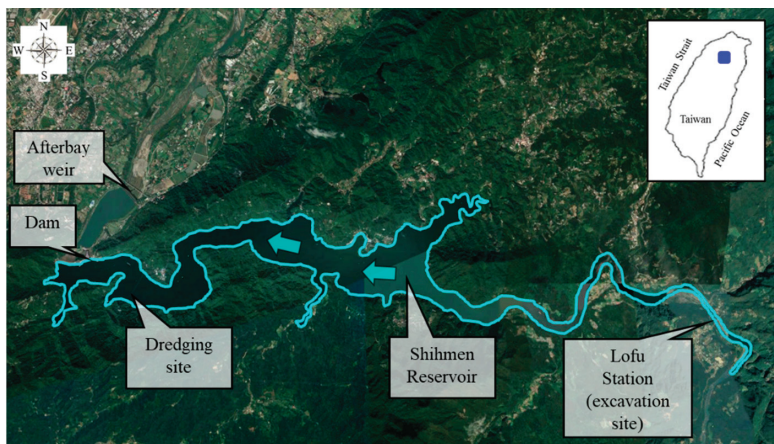 N
W E
S
Taiwan Strait
Taiwan
Pacific Ocean
Afterbay
weir
Dam
Dredging
site
Shihmen
Reservoir
Lofu
Station
(excavation
site)